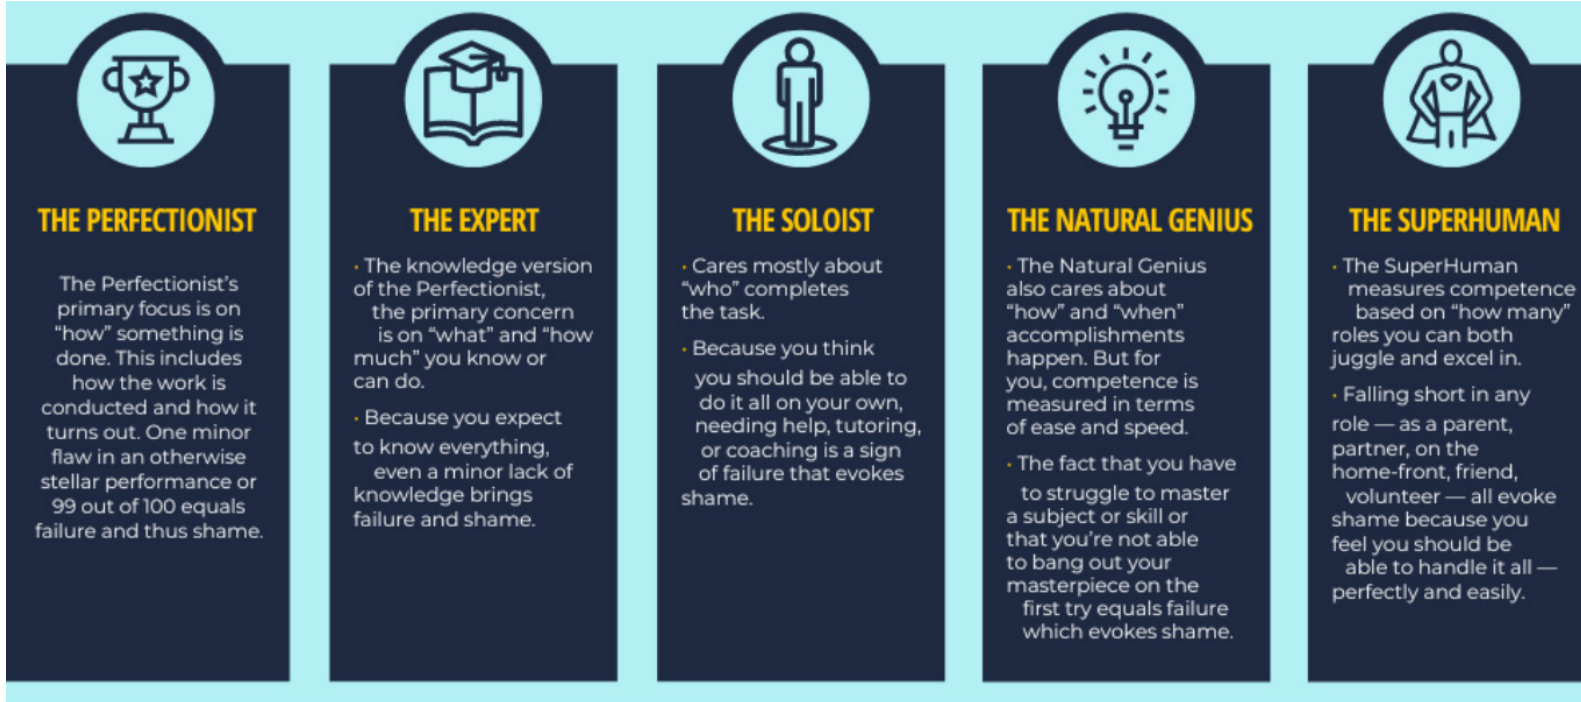 THE PERFECTIONIST
The Perfectionist's
primary focus is on
"how" something is
done. This includes
how the work is
conducted and how it
turns out. One minor
flaw in an otherwise
stellar performance or
99 out of 100 equals
failure and thus shame.
THE EXPERT
· The knowledge version
of the Perfectionist,
the primary concern
is on "what" and "how
much" you know or
can do.
· Because you expect
to know everything,
even a minor lack of
knowledge brings
failure and shame.
THE SOLOIST
· Cares mostly about
"who" completes
the task.
· Because you think
you should be able to
do it all on your own,
needing help, tutoring,
or coaching is a sign
of failure that evokes
shame.
THE NATURAL GENIUS
· The Natural Genius
also cares about
"how" and "when"
accomplishments
happen. But for
you, competence is
measured in terms
of ease and speed.
· The fact that you have
to struggle to master
a subject or skill or
that you're not able
to bang out your
masterpiece on the
first try equals failure
which evokes shame.
THE SUPERHUMAN
· The SuperHuman
measures competence
based on "how many"
roles you can both
juggle and excel in.
· Falling short in any
role — as a parent,
partner, on the
home-front, friend,
volunteer — all evoke
shame because you
feel you should be
able to handle it all —
perfectly and easily.